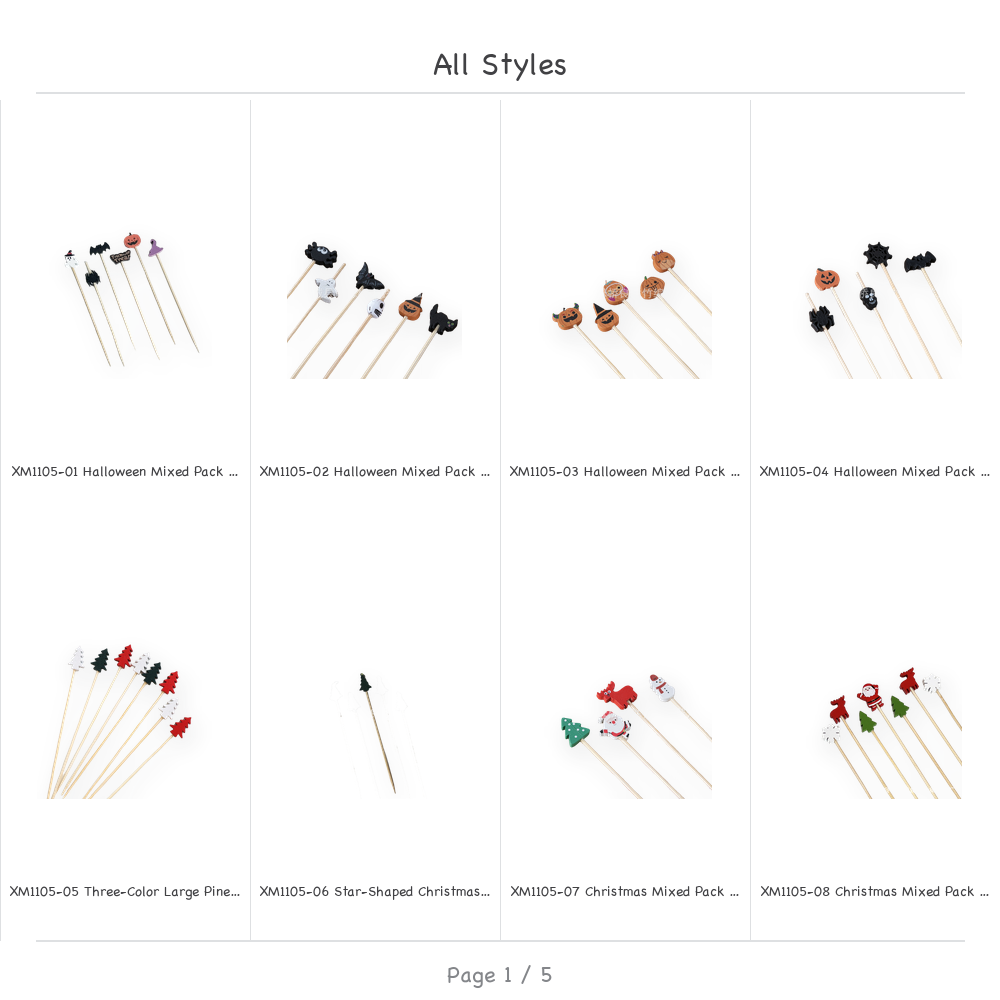 All Styles
XM1105-01 Halloween Mixed Pack ...
XM1105-02 Halloween Mixed Pack ...
XM1105-03 Halloween Mixed Pack ...
XM1105-04 Halloween Mixed Pack ...
XM1105-05 Three-Color Large Pine...
XM1105-06 Star-Shaped Christmas...
XM1105-07 Christmas Mixed Pack ...
XM1105-08 Christmas Mixed Pack ...
Page 1 / 5